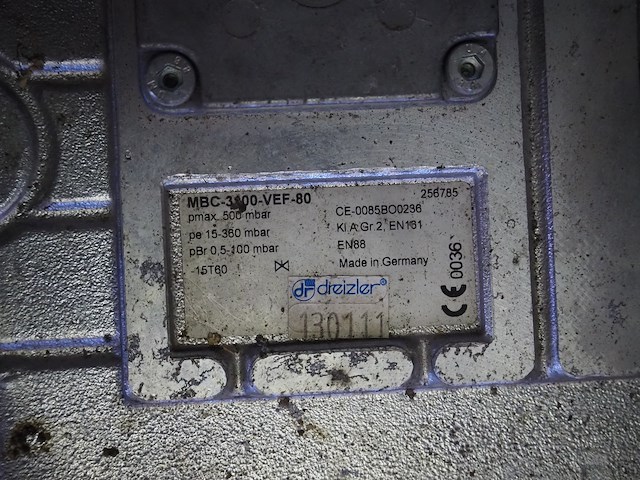 MBC-3100-VEF-80 256785
pmax. 500 mbar CE-0085BO0236
pe 15-360 mbar Kl A Gr 2, EN161
pBr 0,5-100 mbar EN88
15T60 Made in Germany
CE 0036
dreizler®
130111